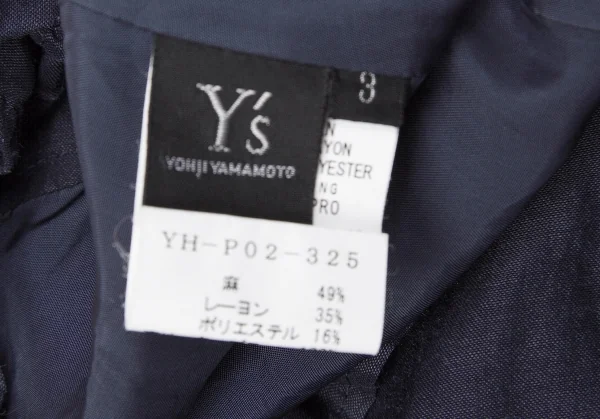 Y's
YOHJI YAMAMOTO
3
N
YON
YESTER
NG
PRO
YH-P02-325
麻 49%
レーヨン 35%
ポリエステル 16%